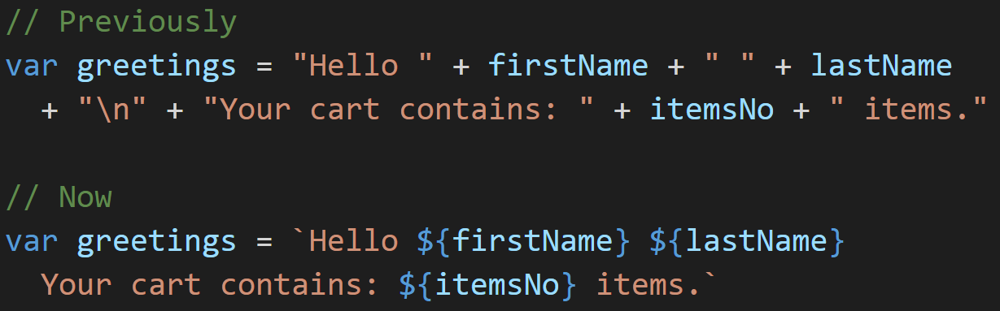 // Previously
var greetings = "Hello " + firstName + " " + lastName
  + "\n" + "Your cart contains: " + itemsNo + " items."
// Now
var greetings = `Hello ${firstName} ${lastName}
  Your cart contains: ${itemsNo} items.`